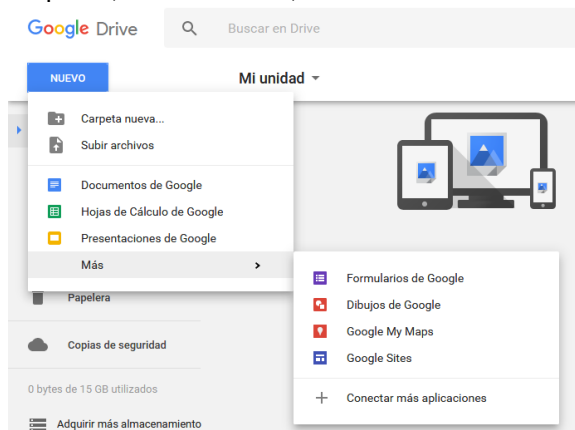 Google Drive
Buscar en Drive
NUEVO
Mi unidad
Carpeta nueva...
Subir archivos
Documentos de Google
Hojas de Cálculo de Google
Presentaciones de Google
Más
Formularios de Google
Dibujos de Google
Google My Maps
Google Sites
Conectar más aplicaciones
Papelera
Copias de seguridad
0 bytes de 15 GB utilizados
Adquirir más almacenamiento